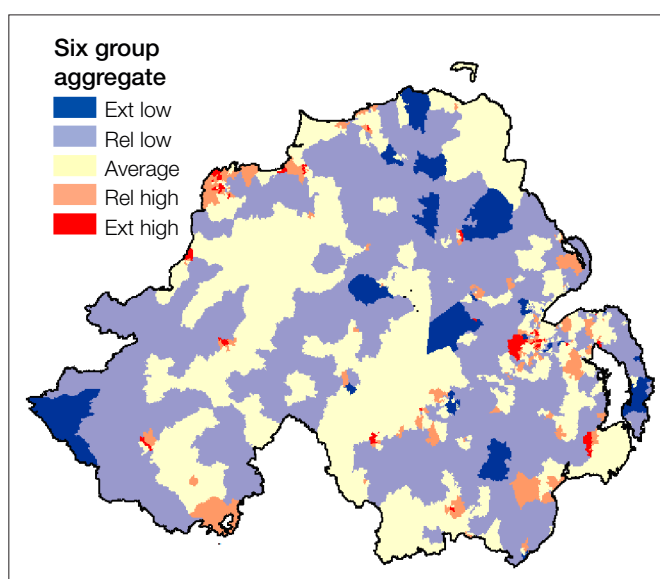 Six group
aggregate
Ext low
Rel low
Average
Rel high
Ext high